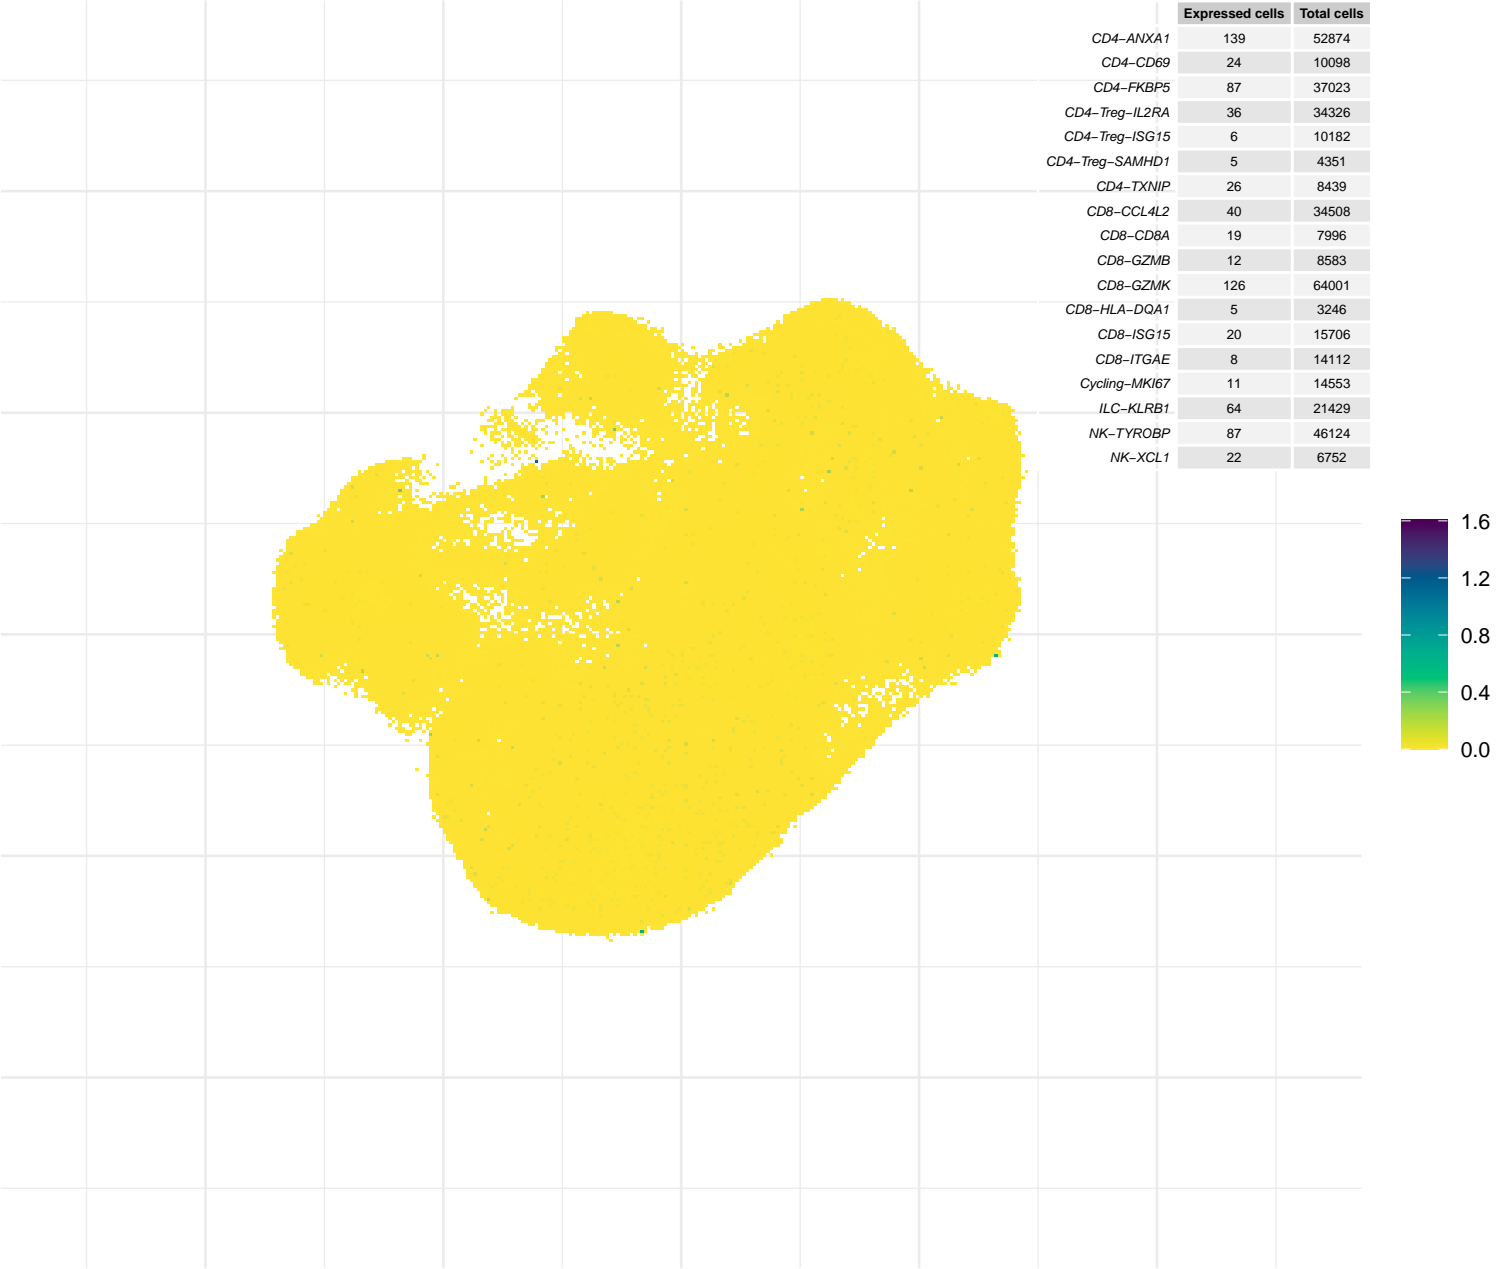 Expressed cells Total cells
CD4−ANXA1 139 52874
CD4−CD69 24 10098
CD4−FKBP5 87 37023
CD4−Treg−IL2RA 36 34326
CD4−Treg−ISG15 6 10182
CD4−Treg−SAMHD1 5 4351
CD4−TXNIP 26 8439
CD8−CCL4L2 40 34508
CD8−CD8A 19 7996
CD8−GZMB 12 8583
CD8−GZMK 126 64001
CD8−HLA−DQA1 5 3246
CD8−ISG15 20 15706
CD8−ITGAE 8 14112
Cycling−MKI67 11 14553
ILC−KLRB1 64 21429
NK−TYROBP 87 46124
NK−XCL1 22 6752
1.6
1.2
0.8
0.4
0.0